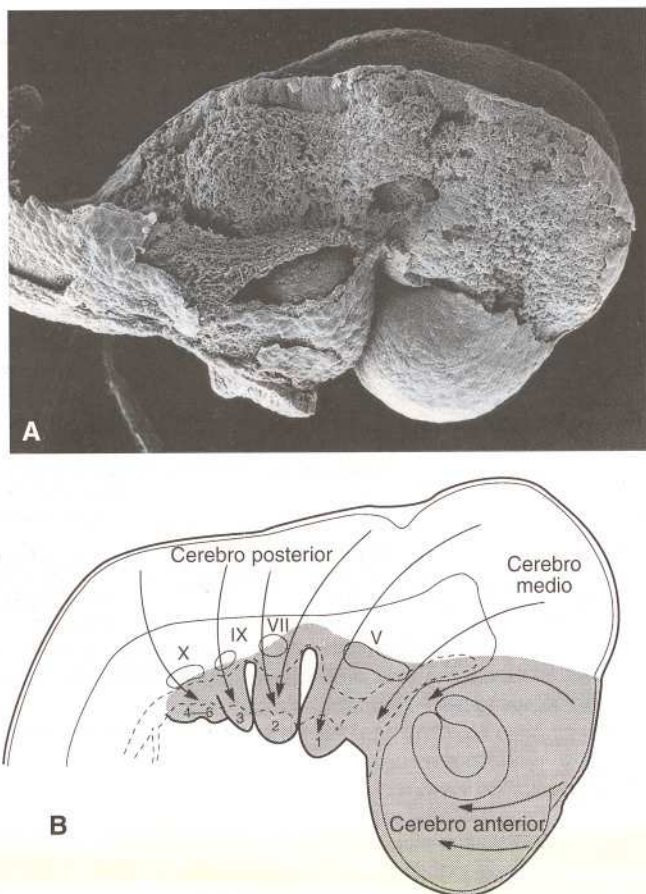 A
Cerebro posterior
Cerebro
medio
X
IX
VII
V
4–6
3
2
1
B
Cerebro anterior